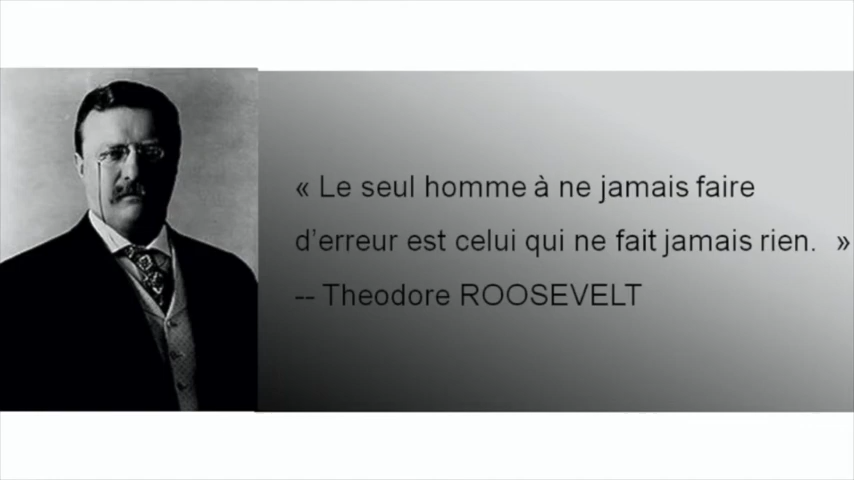 « Le seul homme à ne jamais faire
d’erreur est celui qui ne fait jamais rien. »
-- Theodore ROOSEVELT